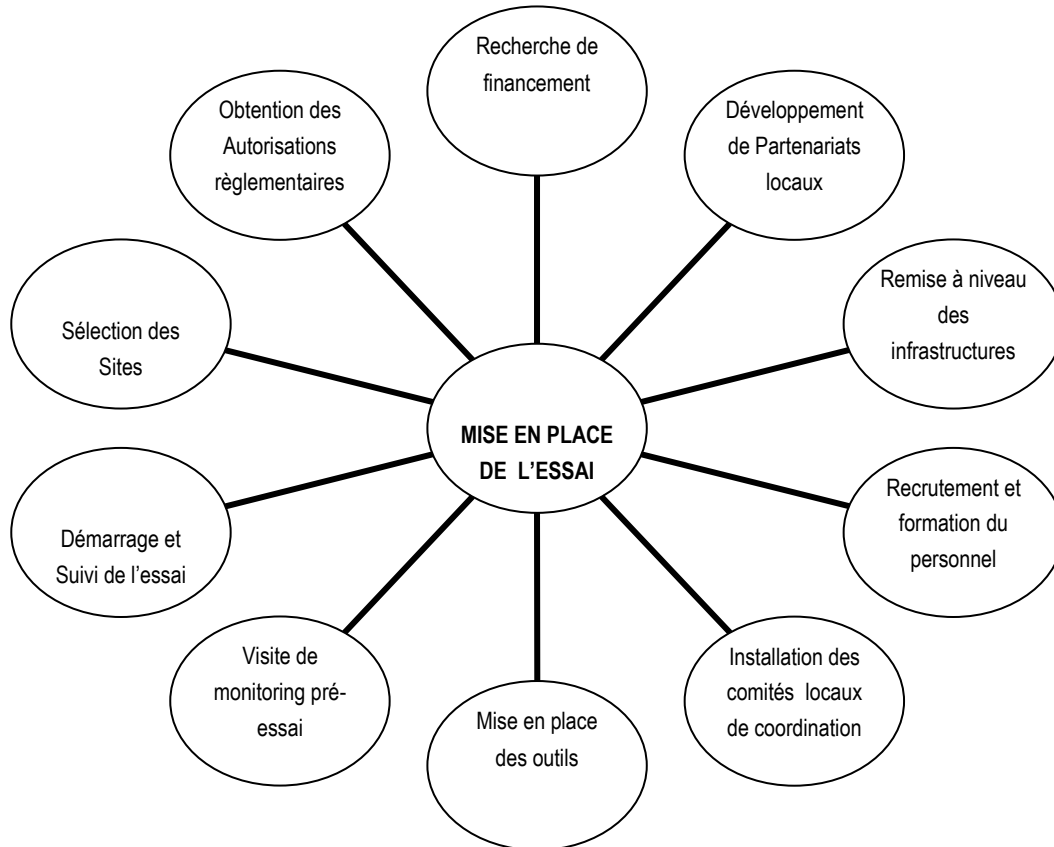 Recherche de
financement
Obtention des
Autorisations
règlementaires
Développement
de Partenariats
locaux
Sélection des
Sites
Remise à niveau
des
infrastructures
MISE EN PLACE
DE L’ESSAI
Démarrage et
Suivi de l’essai
Recrutement et
formation du
personnel
Visite de
monitoring pré-
essai
Mise en place
des outils
Installation des
comités locaux
de coordination